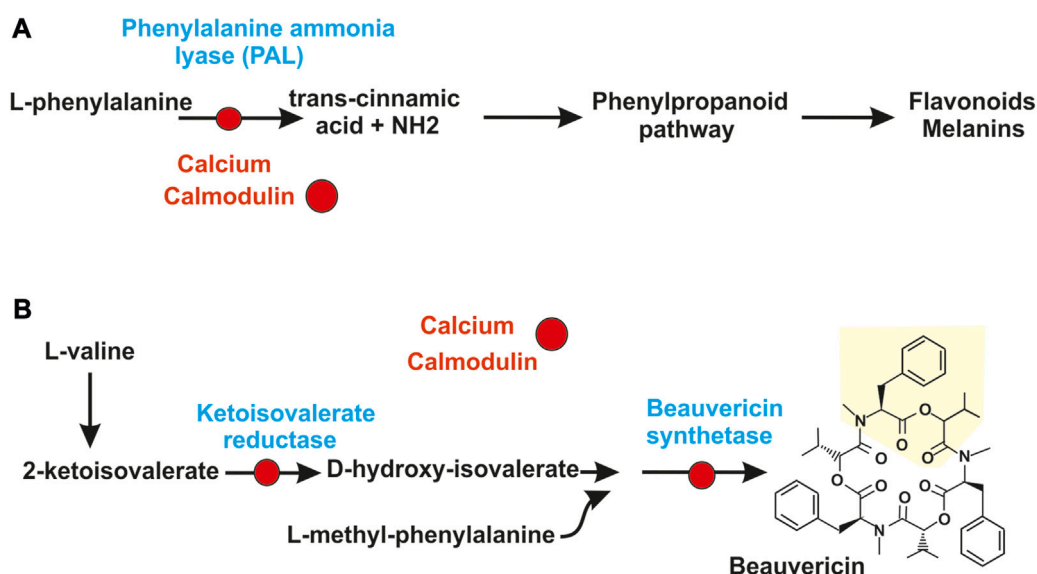 A
Phenylalanine ammonia
lyase (PAL)
L-phenylalanine
trans-cinnamic
acid + NH2
Phenylpropanoid
pathway
Flavonoids
Melanins
Calcium
Calmodulin
B
L-valine
Calcium
Calmodulin
Ketoisovalerate
reductase
Beauvericin
synthetase
2-ketoisovalerate
D-hydroxy-isovalerate
L-methyl-phenylalanine
N
O
O
O
O
N
O
N
O
O
O
O
N
O
Beauvericin